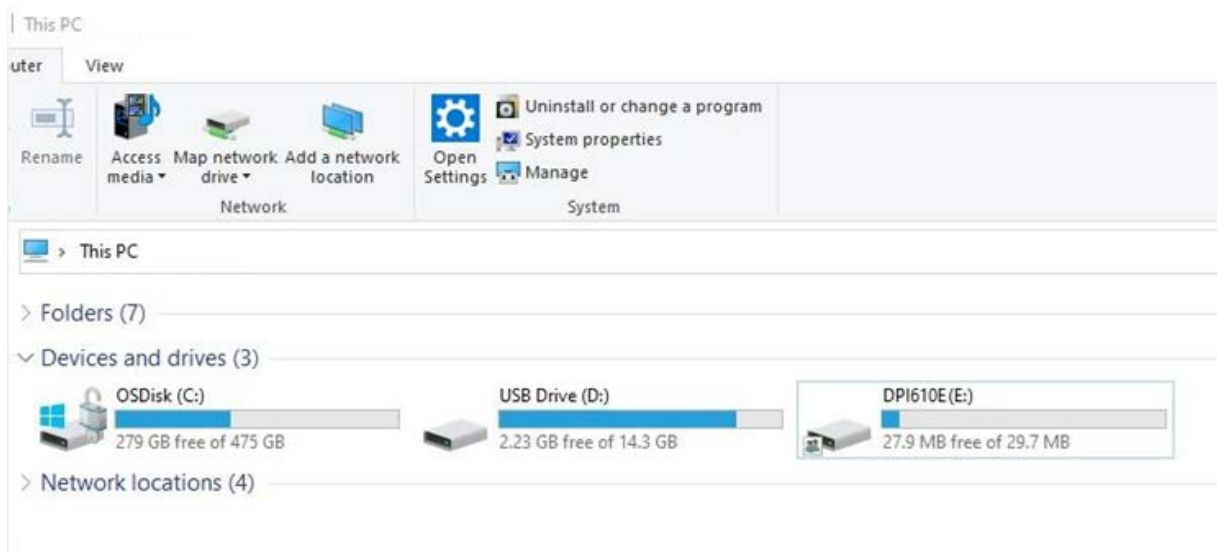 | This PC
uter View
Rename
Access media
Map network drive
Add a network location
Network
Open Settings
Uninstall or change a program
System properties
Manage
System
> This PC
> Folders (7)
Devices and drives (3)
OSDisk (C:)
279 GB free of 475 GB
USB Drive (D:)
2.23 GB free of 14.3 GB
DPI610E(E:)
27.9 MB free of 29.7 MB
> Network locations (4)